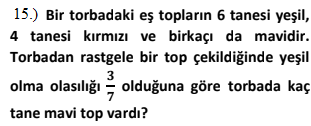 15.) Bir torbadaki eş topların 6 tanesi yeşil,
4 tanesi kırmızı ve birkaçı da mavidir.
Torbadan rastgele bir top çekildiğinde yeşil
olma olasılığı 3/7 olduğuna göre torbada kaç
tane mavi top vardı?